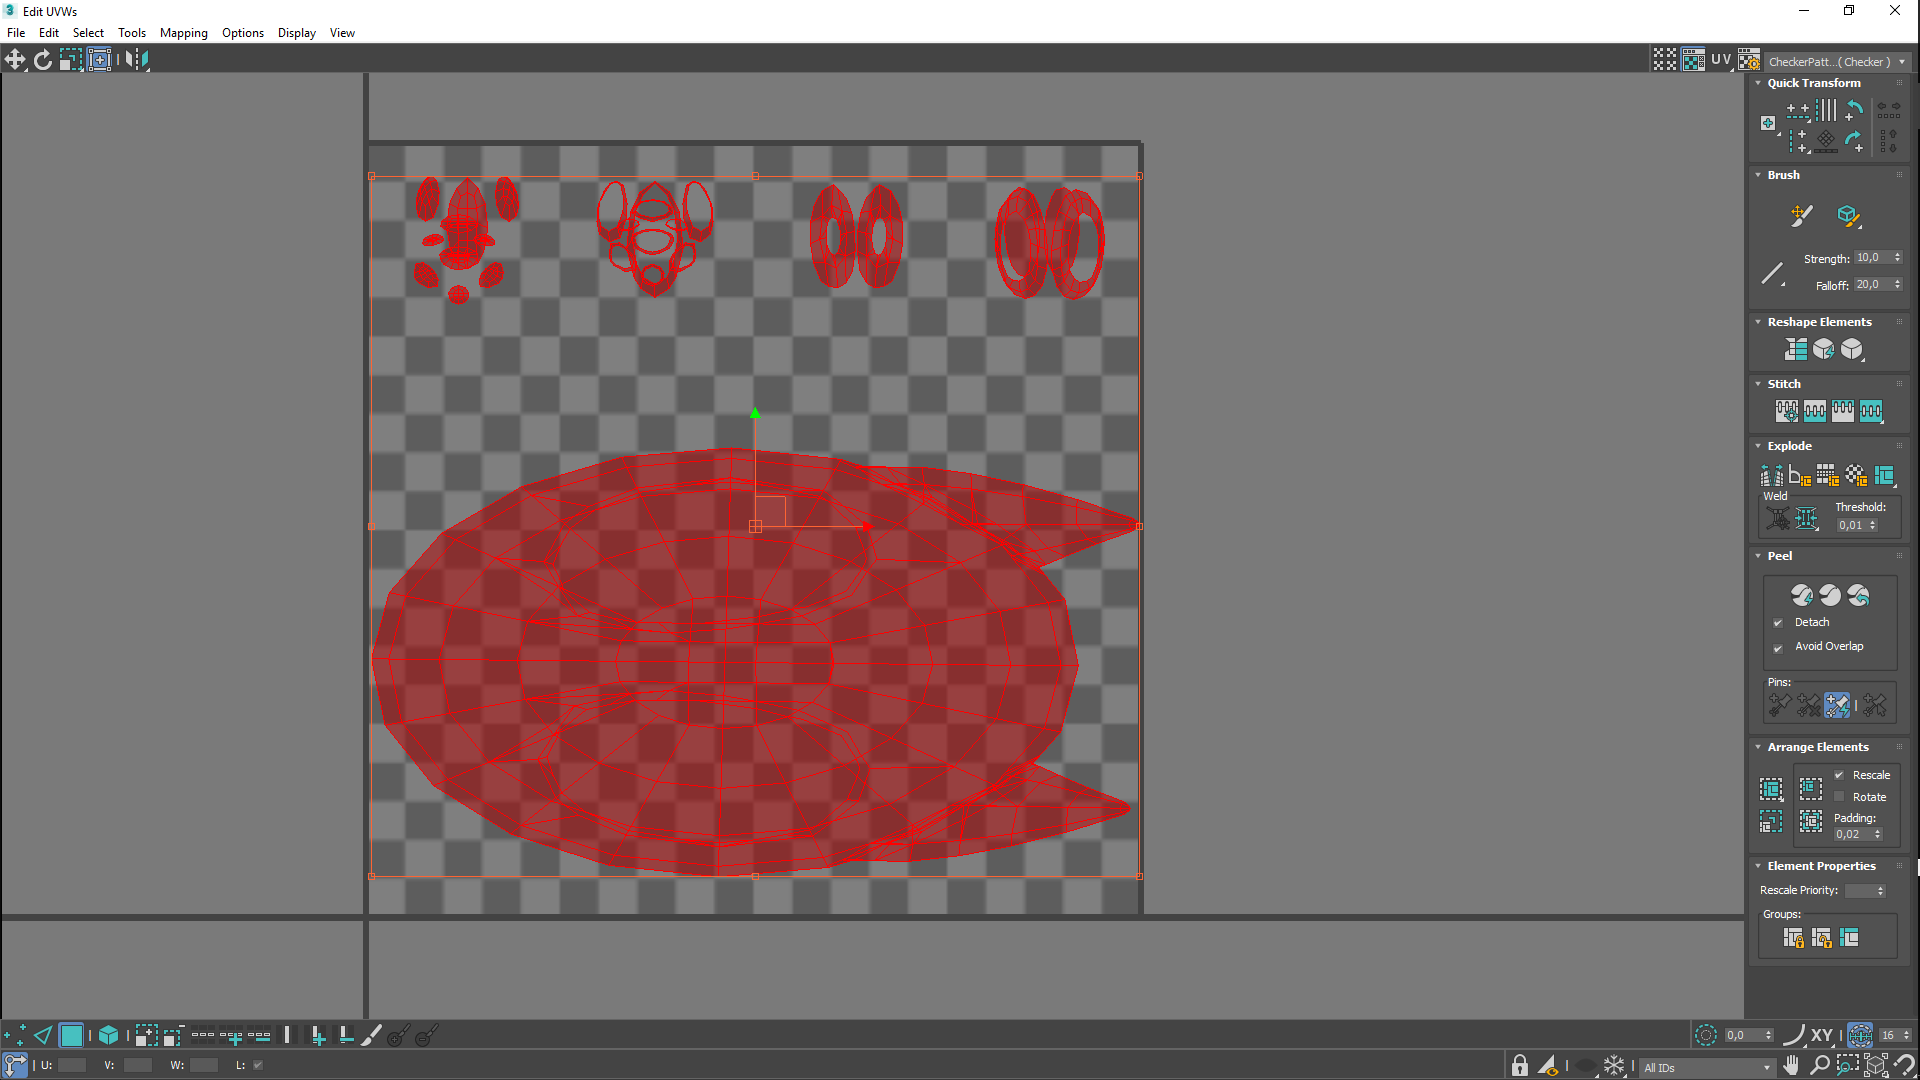 3 Edit UVWs
File Edit Select Tools Mapping Options Display View
UV CheckerPatt...( Checker )
Quick Transform
Brush
Strength: 10,0
Falloff: 20,0
Reshape Elements
Stitch
Explode
Weld
Threshold:
0,01
Peel
Detach
Avoid Overlap
Pins:
Arrange Elements
Rescale
Rotate
Padding:
0,02
Element Properties
Rescale Priority:
Groups:
0,0 XY 16
U: V: W: L: All IDs